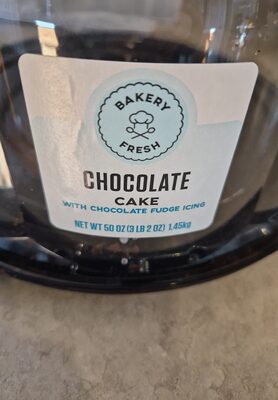 BAKERY
FRESH
CHOCOLATE
CAKE
WITH CHOCOLATE FUDGE ICING
NET WT 50 OZ (3 LB 2 OZ) 1.45kg